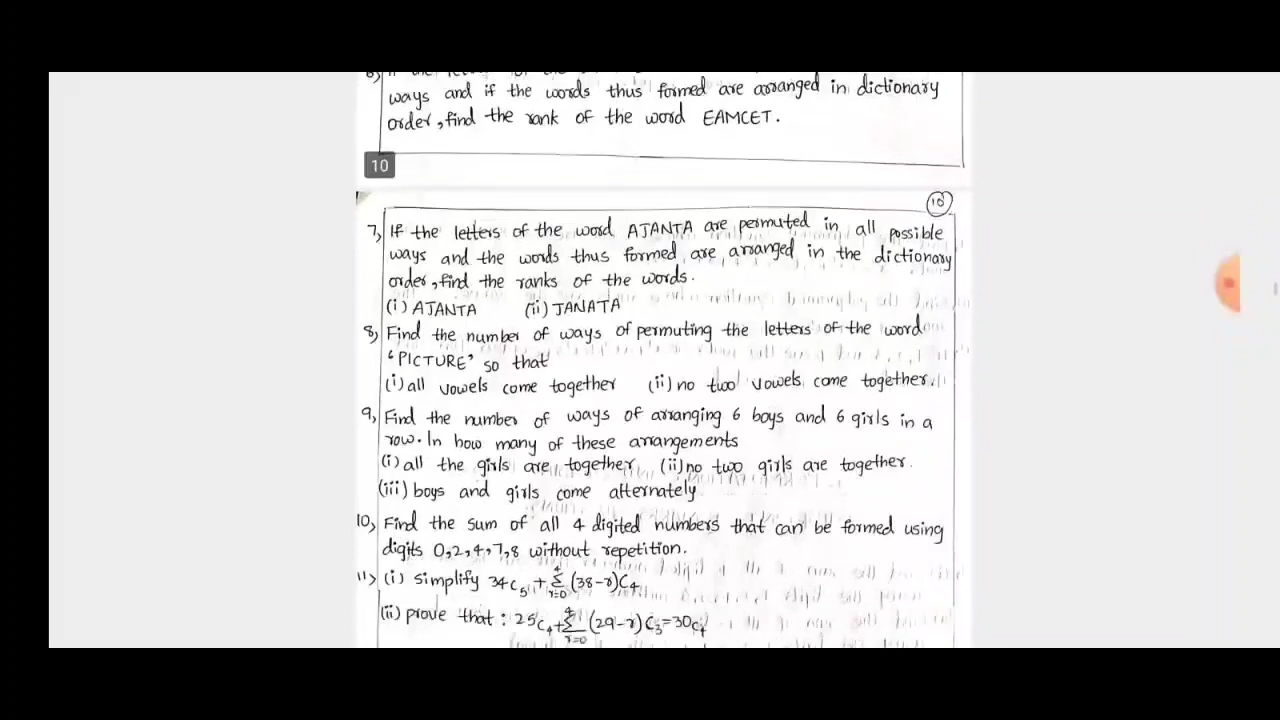 ways and if the words thus formed are arranged in dictionary
order, find the rank of the word EAMCET.
10
10
7, If the letters of the word AJANTA are permuted in all possible
ways and the words thus formed are arranged in the dictionary
order, find the ranks of the words.
(i) AJANTA (ii) JANATA
8, Find the number of ways of permuting the letters of the word
"PICTURE" so that
(i) all vowels come together (ii) no two vowels come together.
9, Find the number of ways of arranging 6 boys and 6 girls in a
row. In how many of these arrangements
(i) all the girls are together (ii) no two girls are together.
(iii) boys and girls come alternately
10, Find the sum of all 4 digited numbers that can be formed using
digits 0,2,4,7,8 without repetition.
11, (i) simplify 34C₅ + Σ⁴ᵣ₌₀ (38-r)C₄
(ii) prove that : 25C₄ + Σ⁴ᵣ₌₀ (29-r)C₃ = 30C₄